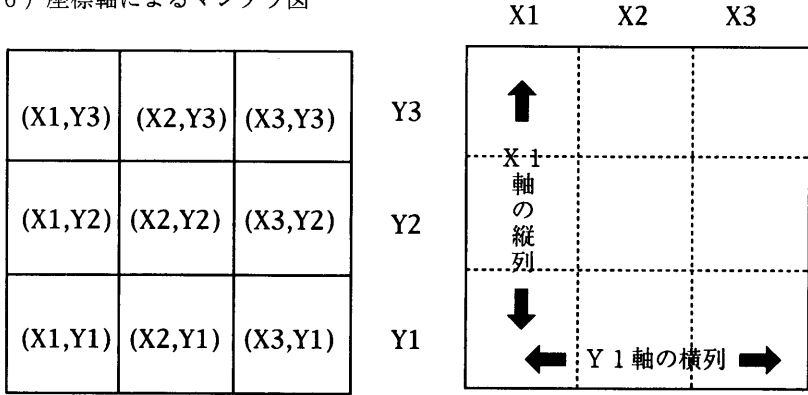 6）座標軸によるマンダラ図
X1 X2 X3
(X1,Y3) (X2,Y3) (X3,Y3) Y3
(X1,Y2) (X2,Y2) (X3,Y2) Y2
(X1,Y1) (X2,Y1) (X3,Y1) Y1
X1軸の縦列
Y1軸の横列